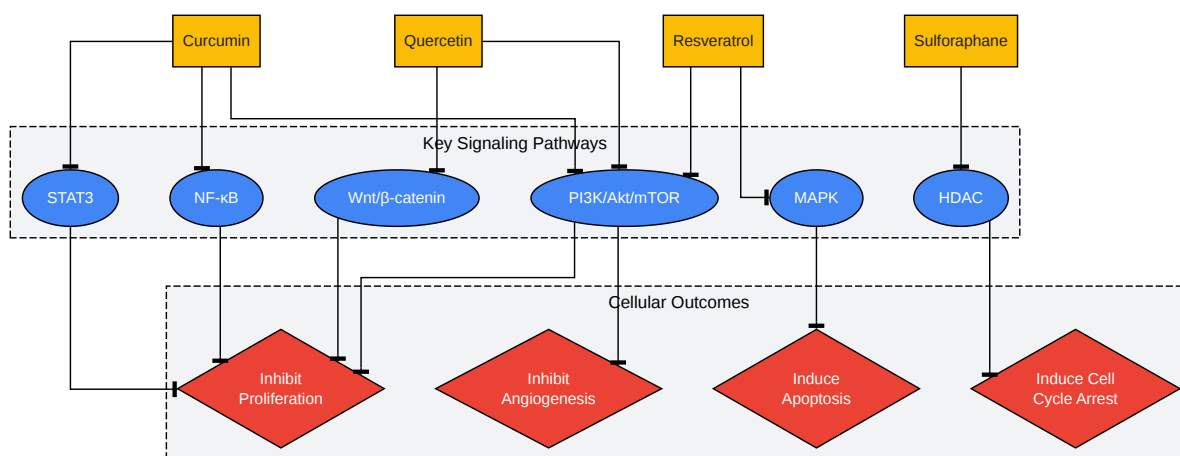 Curcumin
Quercetin
Resveratrol
Sulforaphane
Key Signaling Pathways
STAT3
NF-κB
Wnt/β-catenin
PI3K/Akt/mTOR
MAPK
HDAC
Cellular Outcomes
Inhibit
Proliferation
Inhibit
Angiogenesis
Induce
Apoptosis
Induce Cell
Cycle Arrest